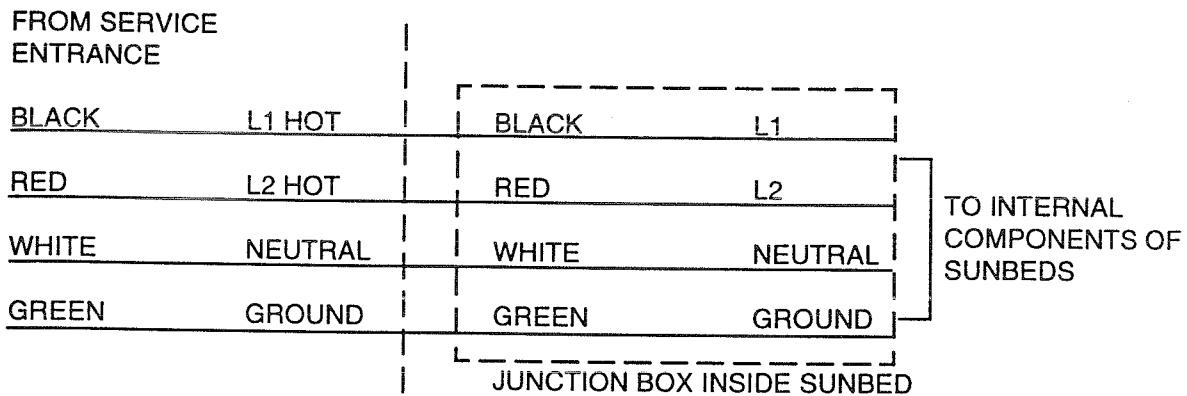 FROM SERVICE
ENTRANCE
BLACK L1 HOT BLACK L1
RED L2 HOT RED L2
WHITE NEUTRAL WHITE NEUTRAL
GREEN GROUND GREEN GROUND
TO INTERNAL
COMPONENTS OF
SUNBEDS
JUNCTION BOX INSIDE SUNBED